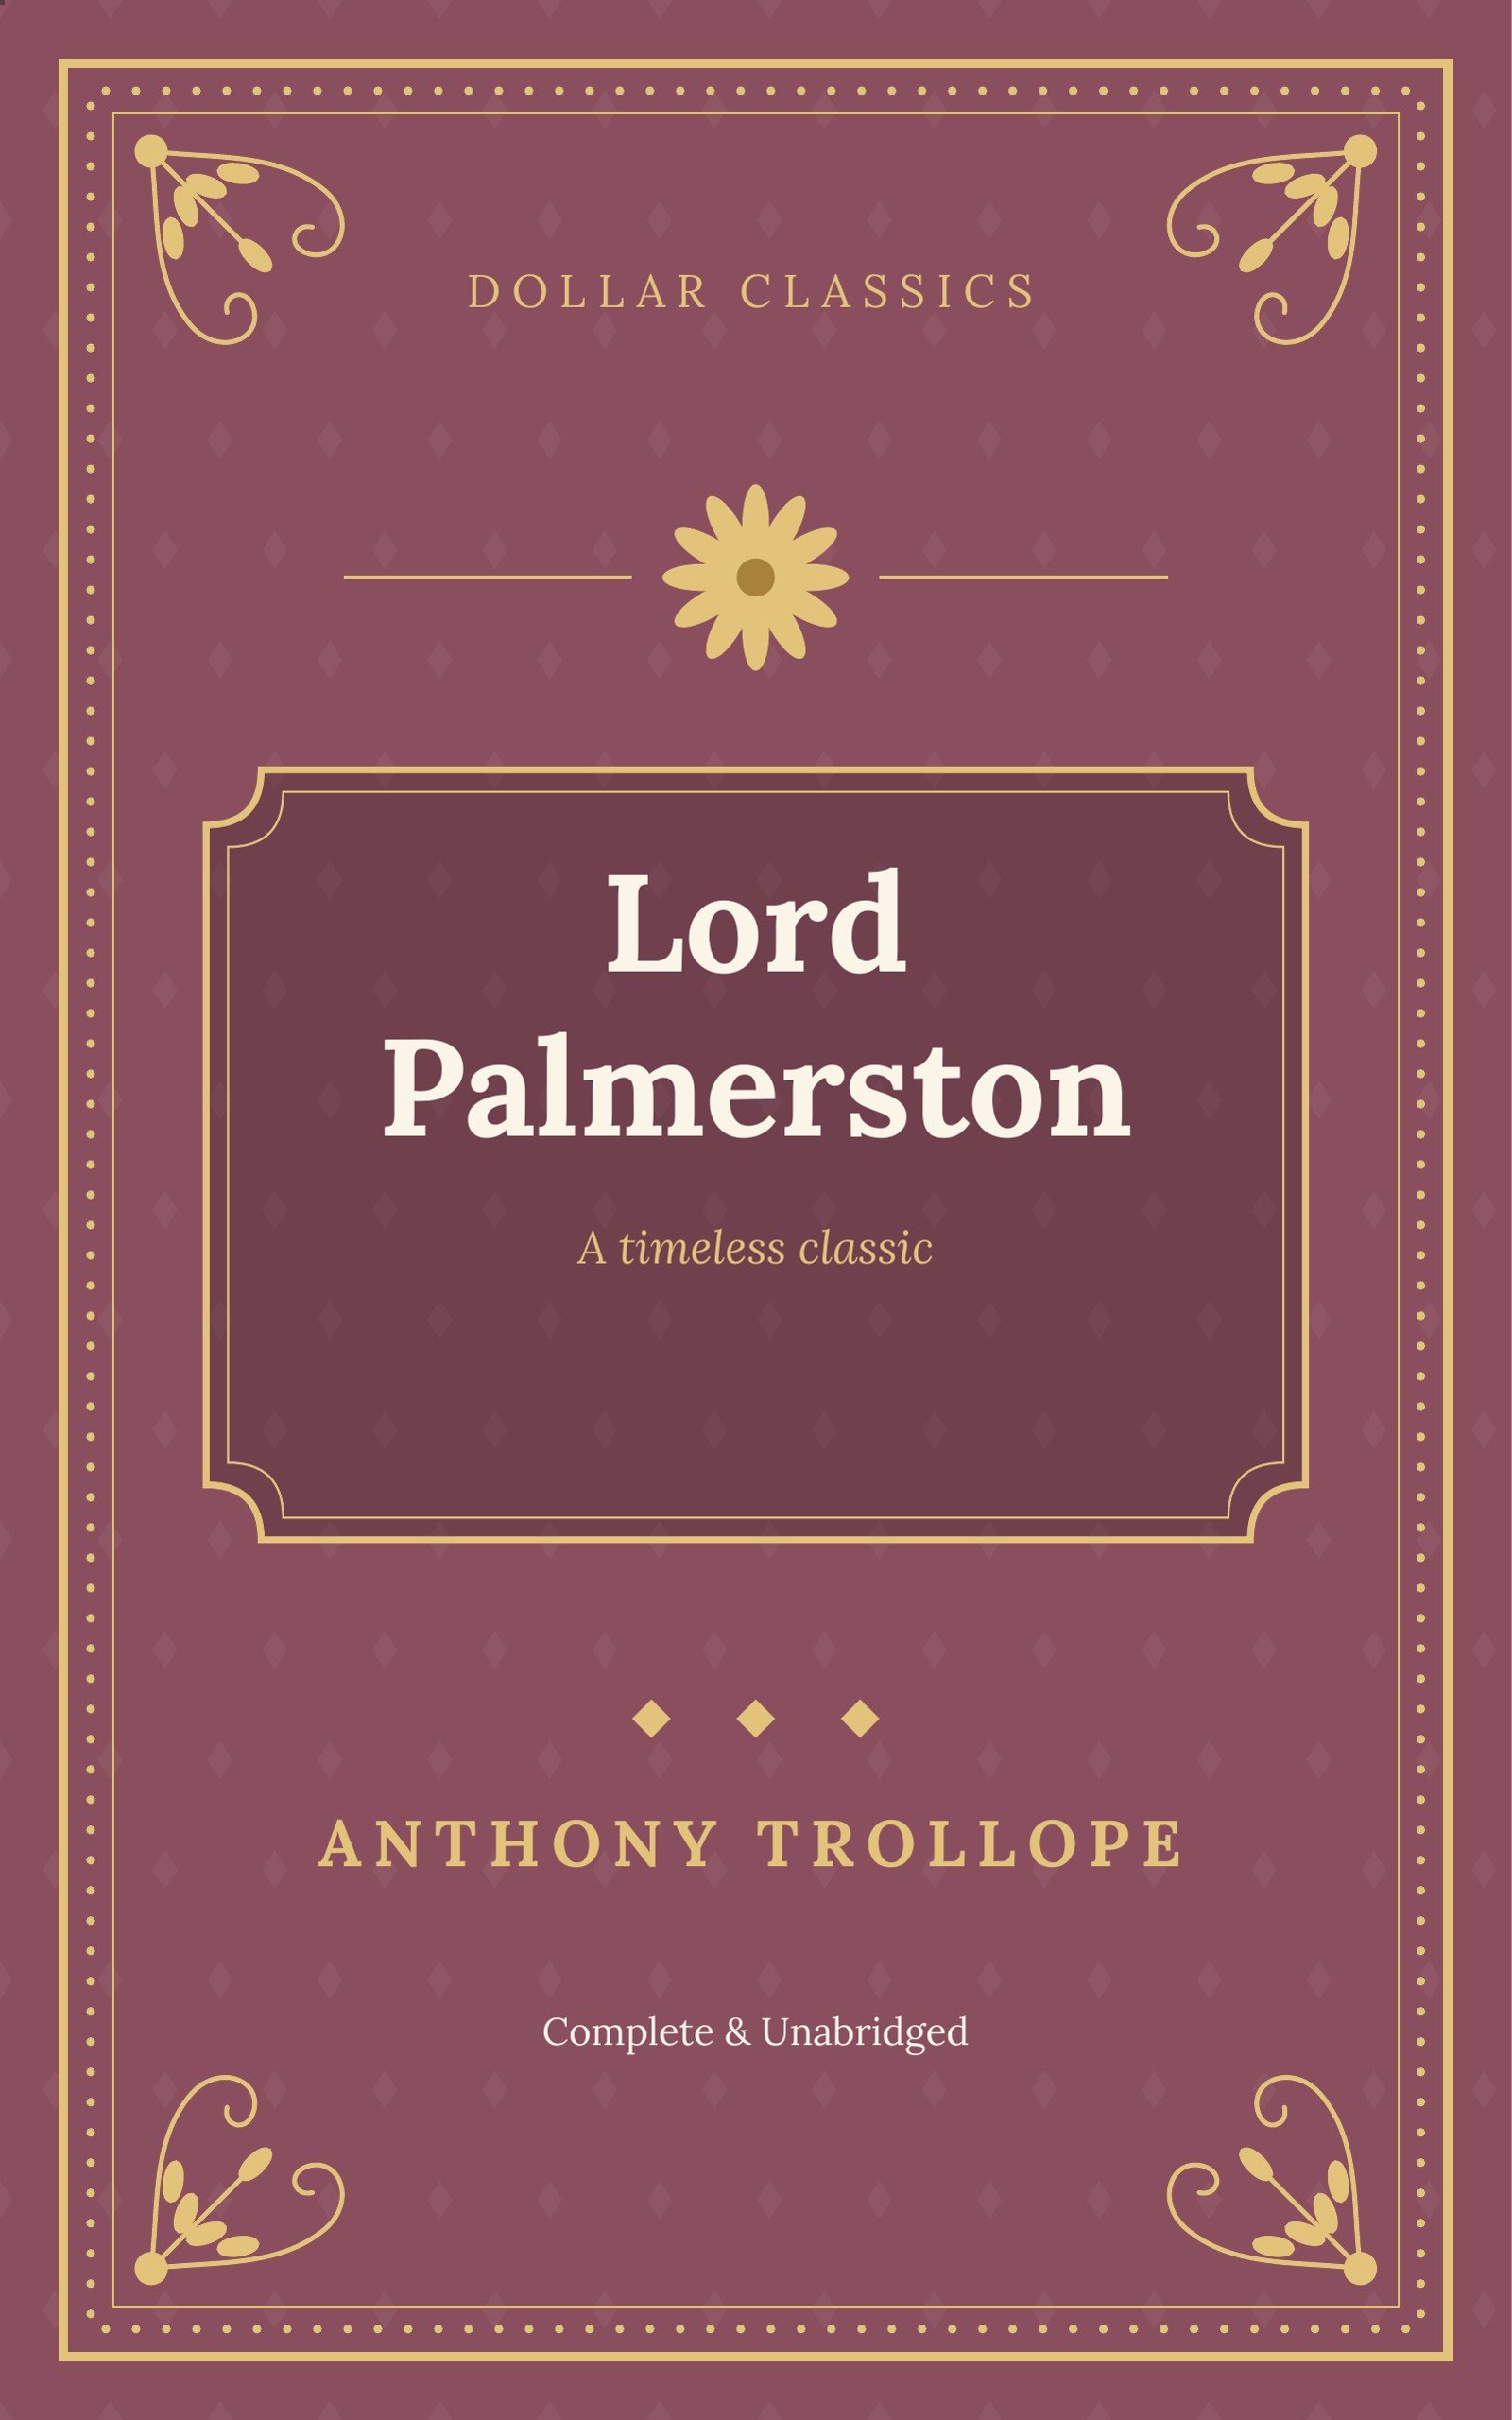 DOLLAR CLASSICS
Lord
Palmerston
A timeless classic
ANTHONY TROLLOPE
Complete & Unabridged